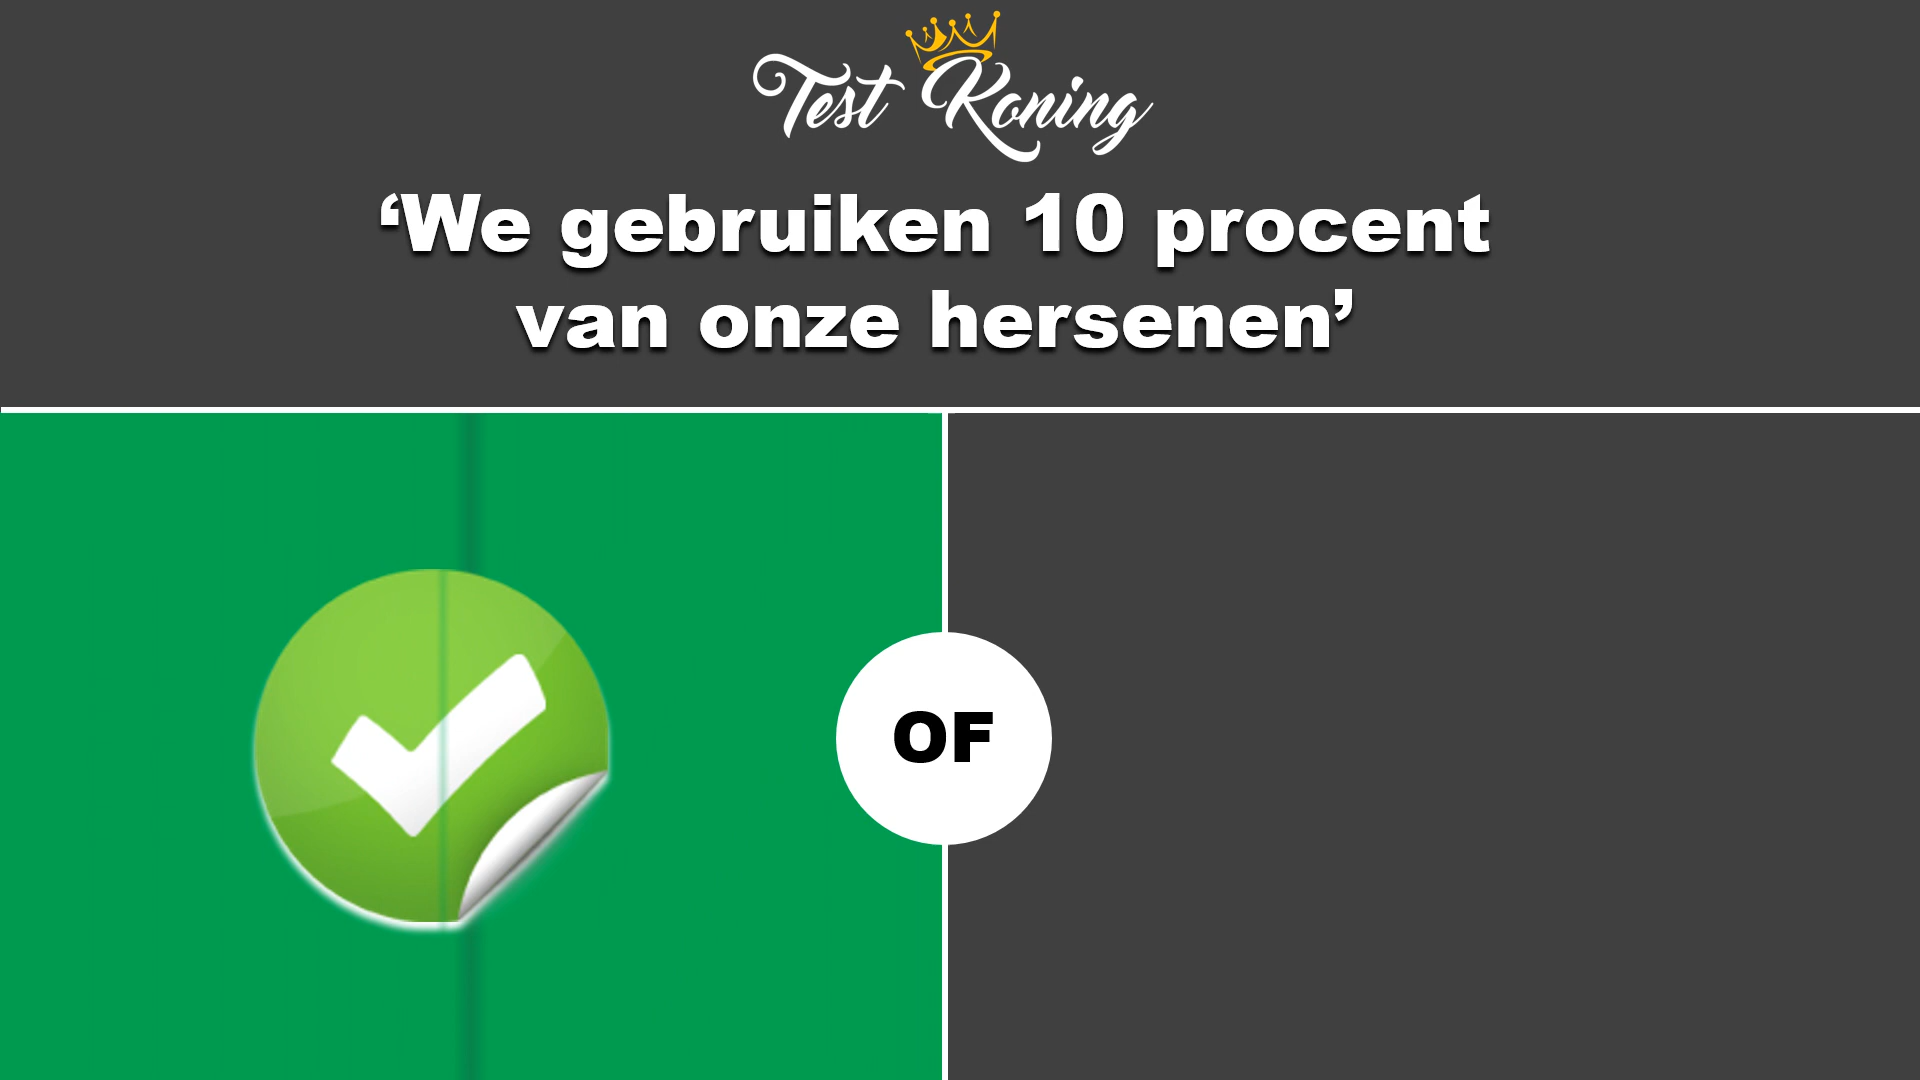 Test Koning
‘We gebruiken 10 procent
van onze hersenen’
OF